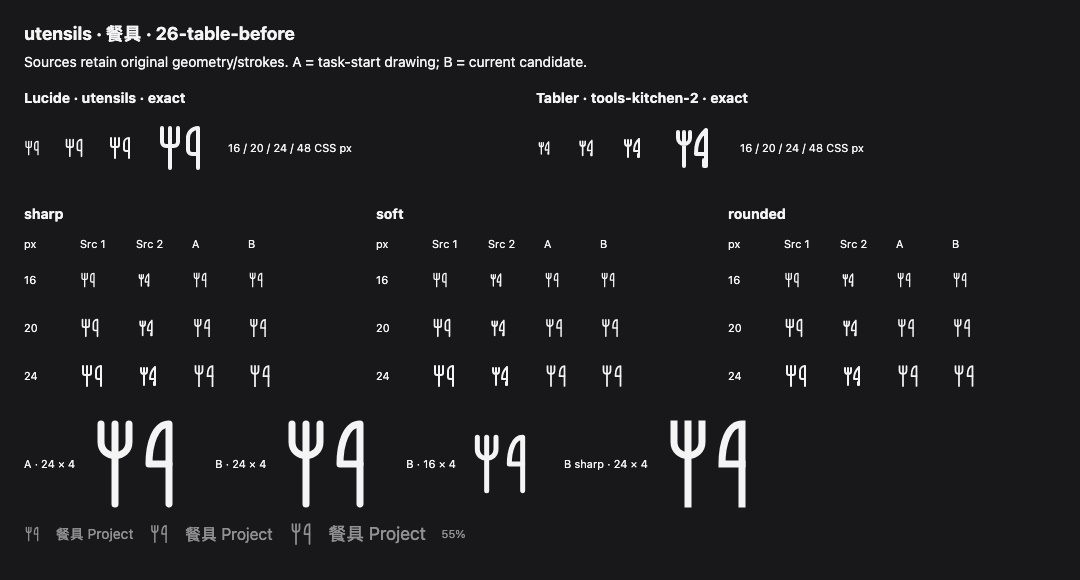 utensils · 餐具 · 26-table-before
Sources retain original geometry/strokes. A = task-start drawing; B = current candidate.
Lucide · utensils · exact
Tabler · tools-kitchen-2 · exact
16 / 20 / 24 / 48 CSS px
16 / 20 / 24 / 48 CSS px
sharp
soft
rounded
px Src 1 Src 2 A B
px Src 1 Src 2 A B
px Src 1 Src 2 A B
16
16
16
20
20
20
24
24
24
A · 24 × 4
B · 24 × 4
B · 16 × 4
B sharp · 24 × 4
餐具 Project
餐具 Project
餐具 Project
55%